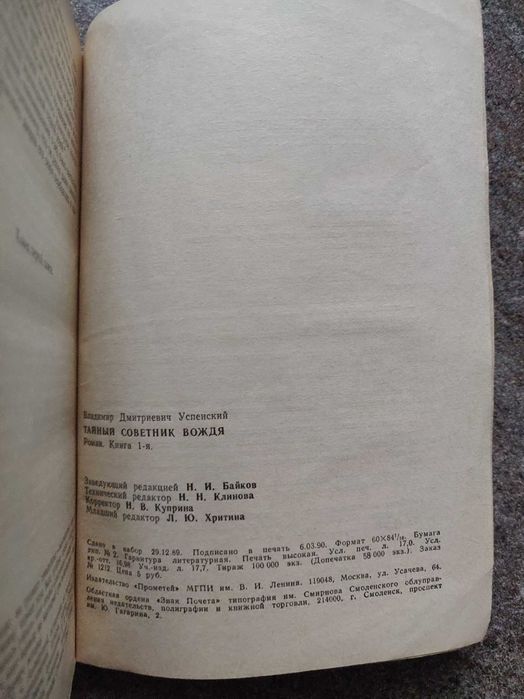 Владимир Дмитриевич Успенский
ТАЙНЫЙ СОВЕТНИК ВОЖДЯ
Роман. Книга 1-я.
Заведующий редакцией Н. И. Байков
Технический редактор Н. Н. Клинова
Корректор Н. В. Куприна
Младший редактор Л. Ю. Хритина
Сдано в набор 29.12.89. Подписано в печать 6.03.90. Формат 60×84 1/16. Бумага
тип. № 2. Гарнитура литературная. Печать высокая. Усл. печ. л. 17,0. Усл.
кр.-отт. 16,98 Уч.-изд. л. 17,7. Тираж 100 000 экз. (Допечатка 58 000 экз.). Заказ
№ 1212. Цена 5 руб.
Издательство «Прометей» МГПИ им. В. И. Ленина. 119048, Москва, ул. Усачева, 64.
Областная ордена «Знак Почета» типография им. Смирнова Смоленского облуправ-
ления издательств, полиграфии и книжной торговли, 214000, г. Смоленск, проспект
им. Ю. Гагарина, 2.